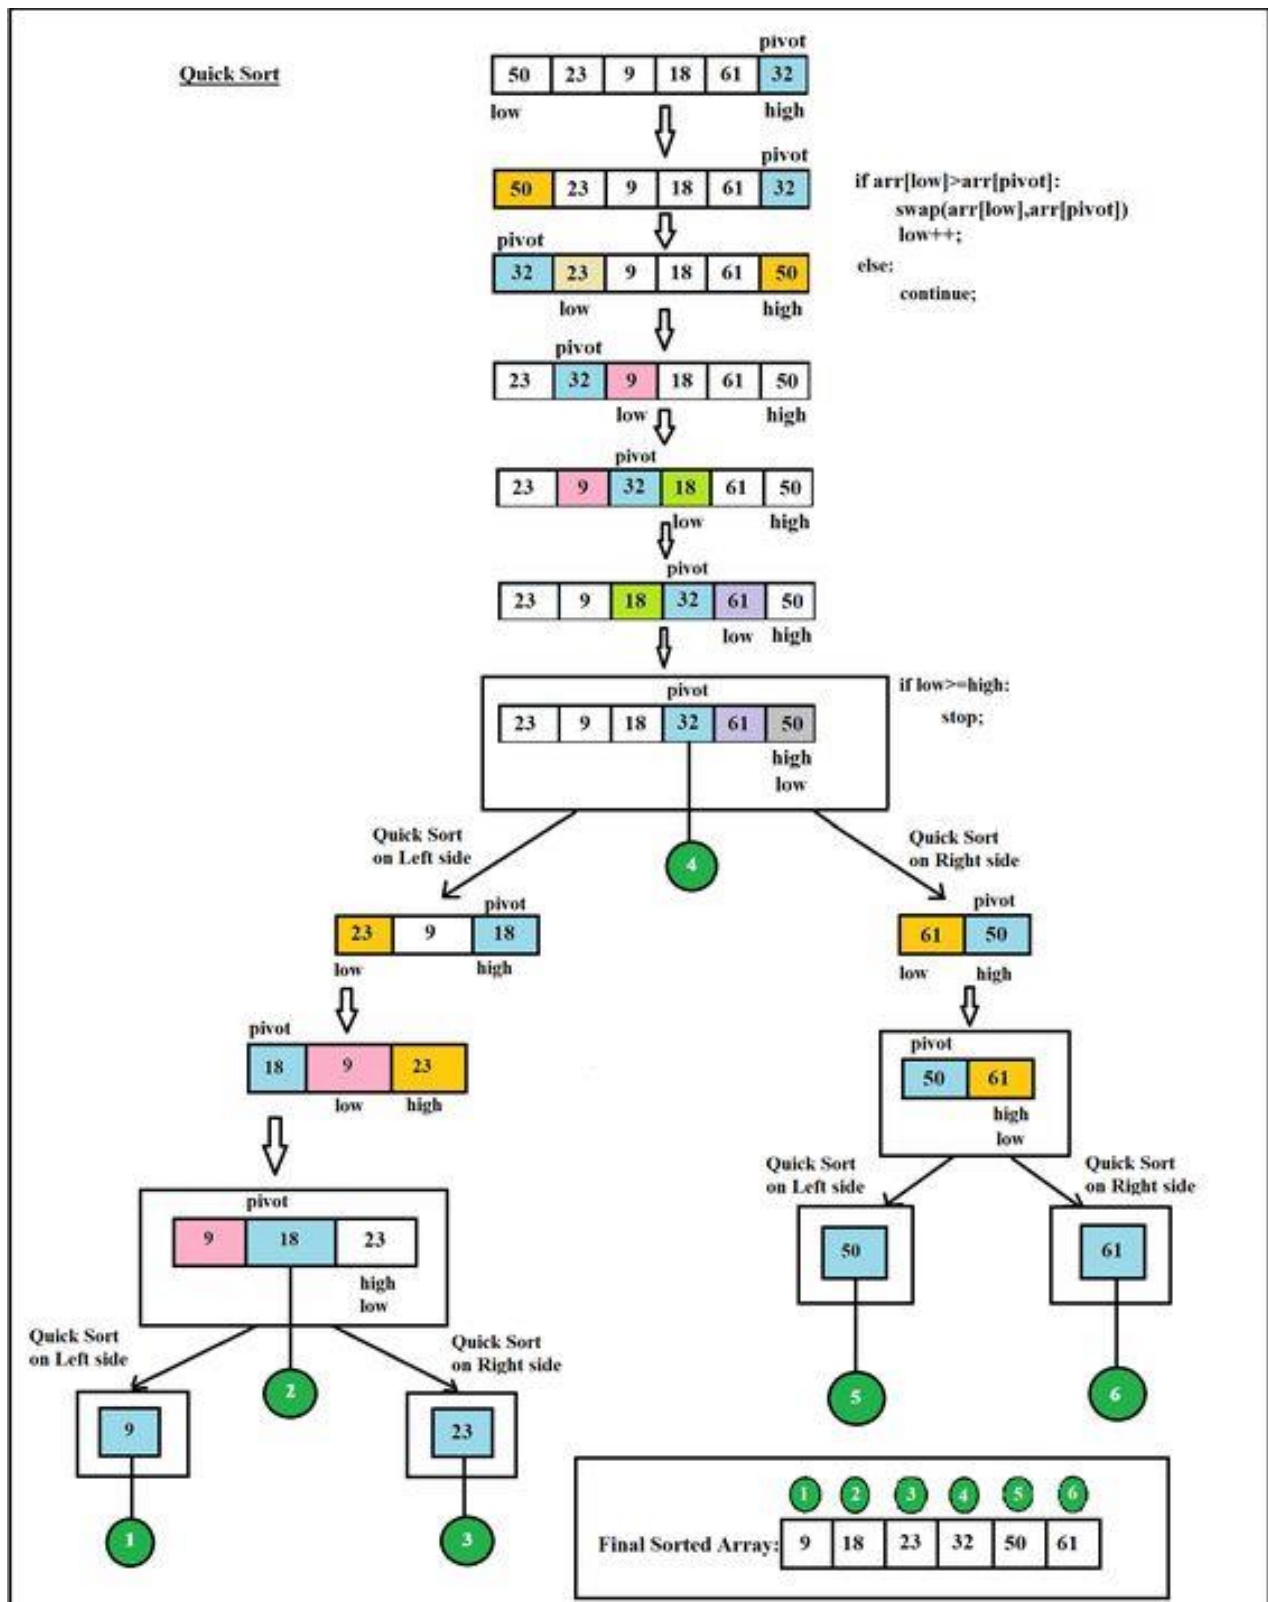 Quick Sort
pivot
50 23 9 18 61 32
low high
pivot
50 23 9 18 61 32
if arr[low]>arr[pivot]:
swap(arr[low],arr[pivot])
low++;
else:
continue;
pivot
32 23 9 18 61 50
low high
pivot
23 32 9 18 61 50
low high
pivot
23 9 32 18 61 50
low high
pivot
23 9 18 32 61 50
low high
if low>=high:
stop;
pivot
23 9 18 32 61 50
high
low
4
Quick Sort
on Left side
Quick Sort
on Right side
pivot
23 9 18
low high
pivot
18 9 23
low high
pivot
9 18 23
high
low
Quick Sort
on Left side
2
Quick Sort
on Right side
9
1
23
3
pivot
61 50
low high
pivot
50 61
high
low
Quick Sort
on Left side
Quick Sort
on Right side
50
5
61
6
1 2 3 4 5 6
Final Sorted Array: 9 18 23 32 50 61